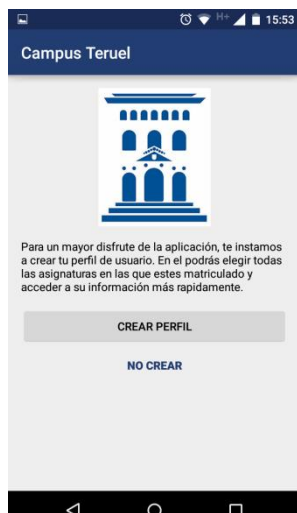 H+ 15:53
Campus Teruel
Para un mayor disfrute de la aplicación, te instamos
a crear tu perfil de usuario. En el podrás elegir todas
las asignaturas en las que estes matriculado y
acceder a su información más rapidamente.
CREAR PERFIL
NO CREAR